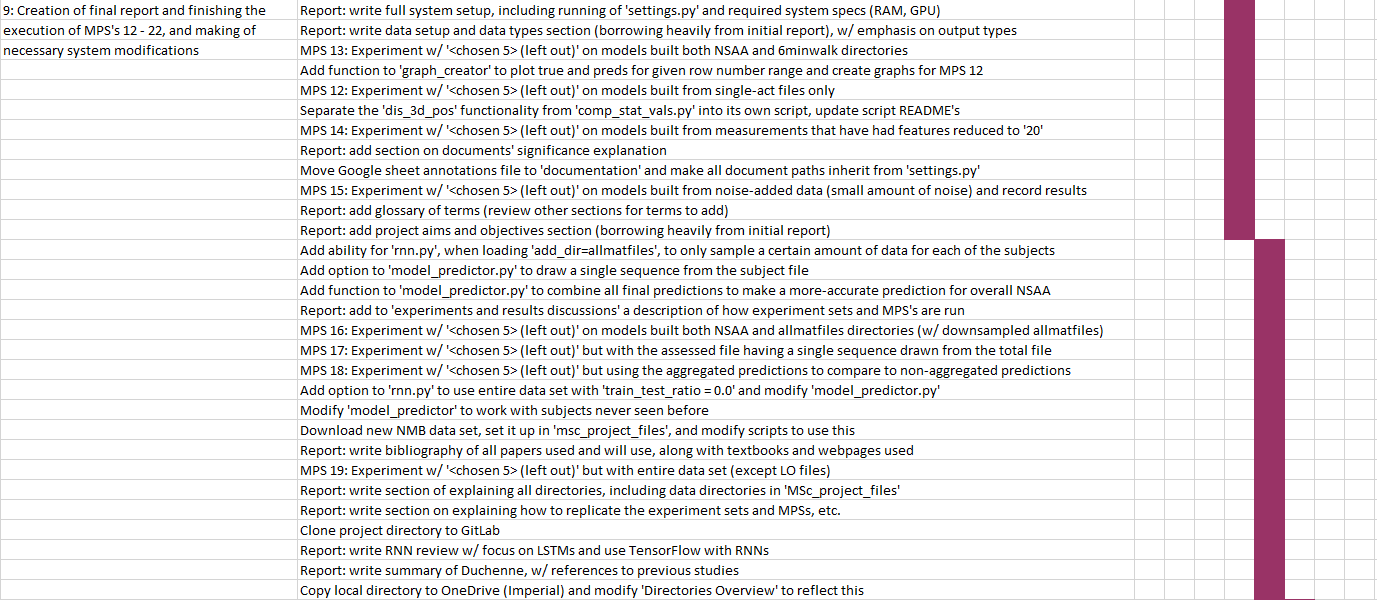 9: Creation of final report and finishing the
execution of MPS's 12 - 22, and making of
necessary system modifications
Report: write full system setup, including running of 'settings.py' and required system specs (RAM, GPU)
Report: write data setup and data types section (borrowing heavily from initial report), w/ emphasis on output types
MPS 13: Experiment w/ '<chosen 5> (left out)' on models built both NSAA and 6minwalk directories
Add function to 'graph_creator' to plot true and preds for given row number range and create graphs for MPS 12
MPS 12: Experiment w/ '<chosen 5> (left out)' on models built from single-act files only
Separate the 'dis_3d_pos' functionality from 'comp_stat_vals.py' into its own script, update script README's
MPS 14: Experiment w/ '<chosen 5> (left out)' on models built from measurements that have had features reduced to '20'
Report: add section on documents' significance explanation
Move Google sheet annotations file to 'documentation' and make all document paths inherit from 'settings.py'
MPS 15: Experiment w/ '<chosen 5> (left out)' on models built from noise-added data (small amount of noise) and record results
Report: add glossary of terms (review other sections for terms to add)
Report: add project aims and objectives section (borrowing heavily from initial report)
Add ability for 'rnn.py', when loading 'add_dir=allmatfiles', to only sample a certain amount of data for each of the subjects
Add option to 'model_predictor.py' to draw a single sequence from the subject file
Add function to 'model_predictor.py' to combine all final predictions to make a more-accurate prediction for overall NSAA
Report: add to 'experiments and results discussions' a description of how experiment sets and MPS's are run
MPS 16: Experiment w/ '<chosen 5> (left out)' on models built both NSAA and allmatfiles directories (w/ downsampled allmatfiles)
MPS 17: Experiment w/ '<chosen 5> (left out)' but with the assessed file having a single sequence drawn from the total file
MPS 18: Experiment w/ '<chosen 5> (left out)' but using the aggregated predictions to compare to non-aggregated predictions
Add option to 'rnn.py' to use entire data set with 'train_test_ratio = 0.0' and modify 'model_predictor.py'
Modify 'model_predictor' to work with subjects never seen before
Download new NMB data set, set it up in 'msc_project_files', and modify scripts to use this
Report: write bibliography of all papers used and will use, along with textbooks and webpages used
MPS 19: Experiment w/ '<chosen 5> (left out)' but with entire data set (except LO files)
Report: write section of explaining all directories, including data directories in 'MSc_project_files'
Report: write section on explaining how to replicate the experiment sets and MPSs, etc.
Clone project directory to GitLab
Report: write RNN review w/ focus on LSTMs and use TensorFlow with RNNs
Report: write summary of Duchenne, w/ references to previous studies
Copy local directory to OneDrive (Imperial) and modify 'Directories Overview' to reflect this